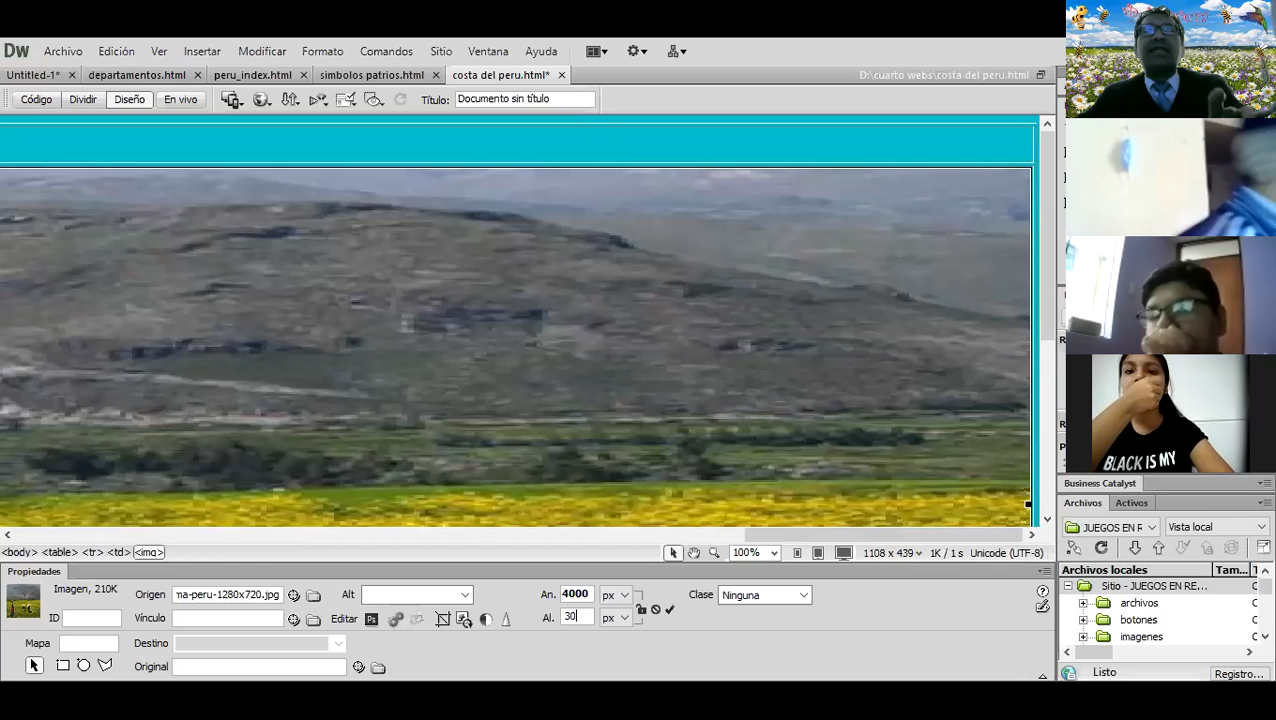 Dw Archivo Edición Ver Insertar Modificar Formato Comandos Sitio Ventana Ayuda
Untitled-1* × departamentos.html × peru_index.html × simbolos patrios.html × costa del peru.html* × D:\cuarto webs\costa del peru.html
Código Dividir Diseño En vivo Título: Documento sin título
BLACK IS MY
Business Catalyst
Archivos Activos
JUEGOS EN R Vista local
<body> <table> <tr> <td> <img> 100% 1108 x 439 1K / 1 s Unicode (UTF-8)
Propiedades
Archivos locales Tam...
Imagen, 210K Origen na-peru-1280x720.jpg Alt An. 4000 px Clase Ninguna
Sitio - JUEGOS EN RE...
archivos
ID Vínculo Editar Ps Al. 30 px
botones
Mapa Destino
imagenes
Original
Listo Registro...